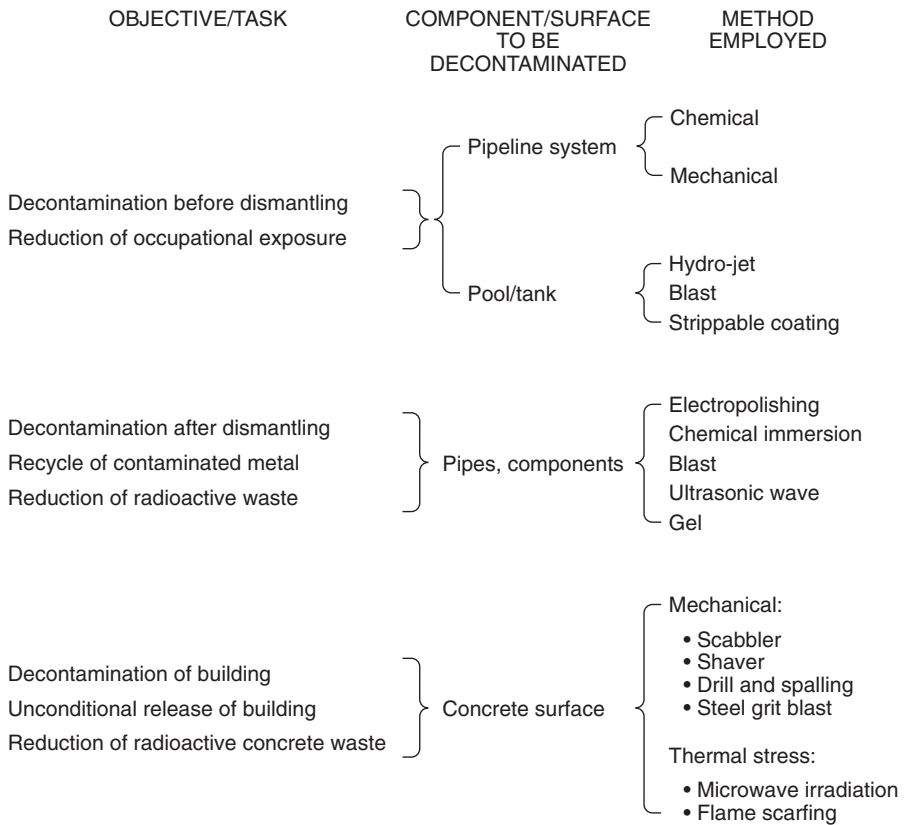 OBJECTIVE/TASK
COMPONENT/SURFACE
TO BE
DECONTAMINATED
METHOD
EMPLOYED
Decontamination before dismantling
Reduction of occupational exposure
Pipeline system
Chemical
Mechanical
Pool/tank
Hydro-jet
Blast
Strippable coating
Decontamination after dismantling
Recycle of contaminated metal
Reduction of radioactive waste
Pipes, components
Electropolishing
Chemical immersion
Blast
Ultrasonic wave
Gel
Decontamination of building
Unconditional release of building
Reduction of radioactive concrete waste
Concrete surface
Mechanical:
• Scabbler
• Shaver
• Drill and spalling
• Steel grit blast
Thermal stress:
• Microwave irradiation
• Flame scarfing